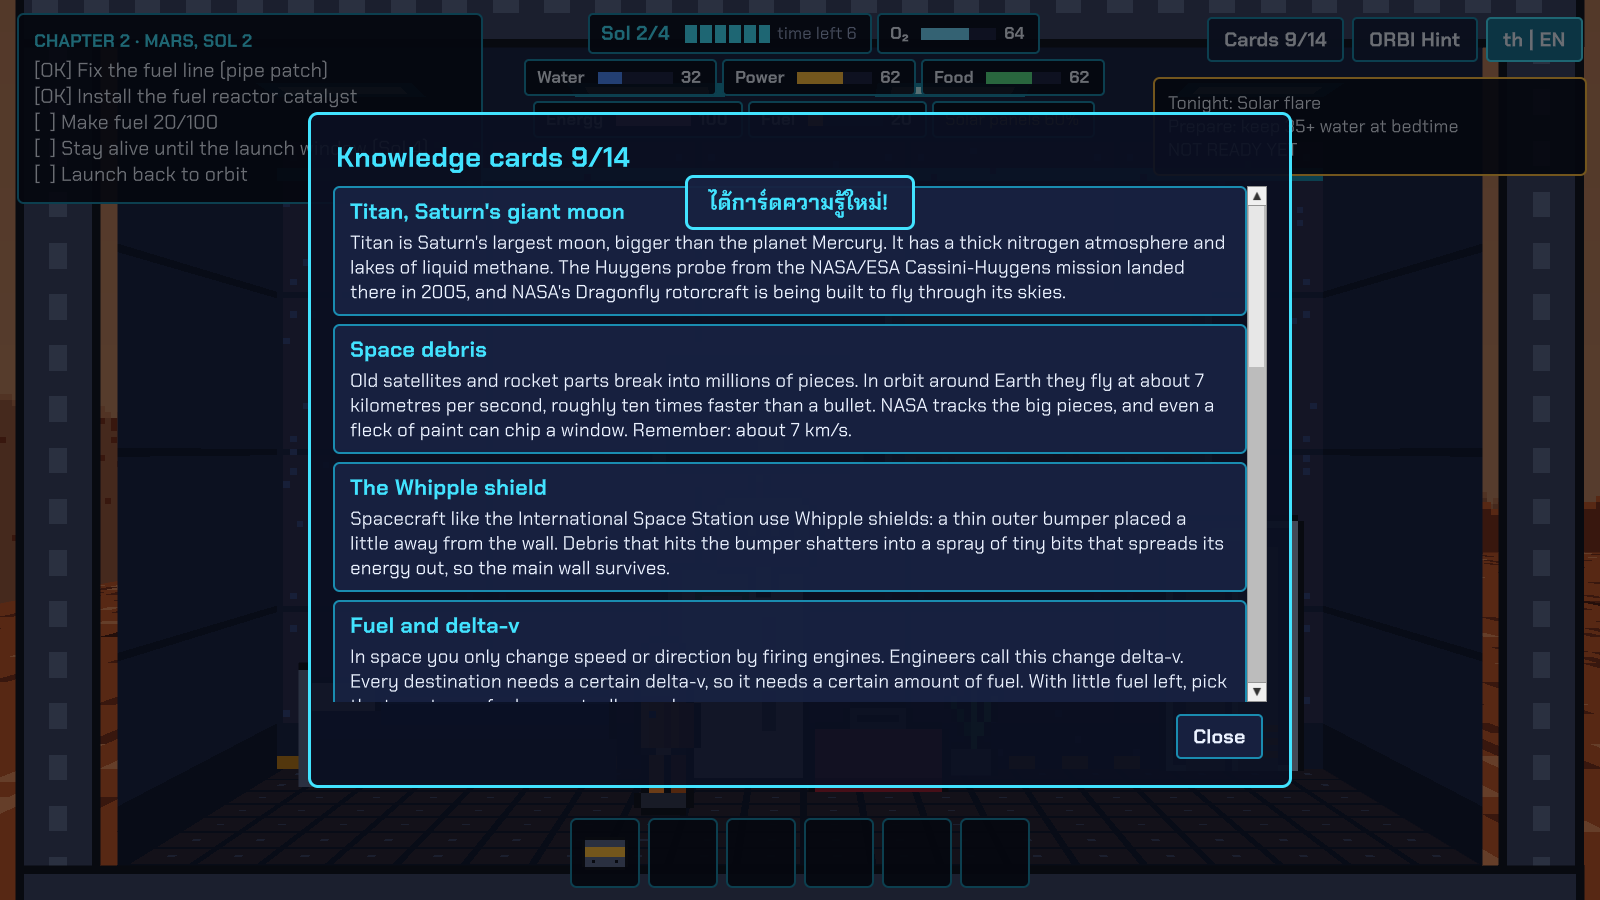 CHAPTER 2 · MARS, SOL 2
[OK] Fix the fuel line (pipe patch)
[OK] Install the fuel reactor catalyst
[ ] Make fuel 20/100
[ ] Stay alive until the launch
[ ] Launch back to orbit
Sol 2/4
time left 6
O₂
64
Water
32
Power
62
Food
62
Energy
100
Fuel
20
Cards 9/14
ORBI Hint
th | EN
Tonight: Solar flare
Prepare: keep 35+ water at bedtime
NOT READY YET
Knowledge cards 9/14
ได้การ์ดความรู้ใหม่!
Titan, Saturn's giant moon
Titan is Saturn's largest moon, bigger than the planet Mercury. It has a thick nitrogen atmosphere and
lakes of liquid methane. The Huygens probe from the NASA/ESA Cassini-Huygens mission landed
there in 2005, and NASA's Dragonfly rotorcraft is being built to fly through its skies.
Space debris
Old satellites and rocket parts break into millions of pieces. In orbit around Earth they fly at about 7
kilometres per second, roughly ten times faster than a bullet. NASA tracks the big pieces, and even a
fleck of paint can chip a window. Remember: about 7 km/s.
The Whipple shield
Spacecraft like the International Space Station use Whipple shields: a thin outer bumper placed a
little away from the wall. Debris that hits the bumper shatters into a spray of tiny bits that spreads its
energy out, so the main wall survives.
Fuel and delta-v
In space you only change speed or direction by firing engines. Engineers call this change delta-v.
Every destination needs a certain delta-v, so it needs a certain amount of fuel. With little fuel left, pick
Close